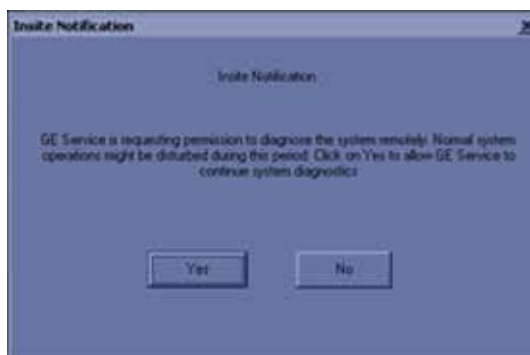 Insite Notification
Insite Notification
GE Service is requesting permission to diagnose the system remotely. Normal system
operations might be disturbed during this period. Click on Yes to allow GE Service to
continue system diagnostics
Yes
No